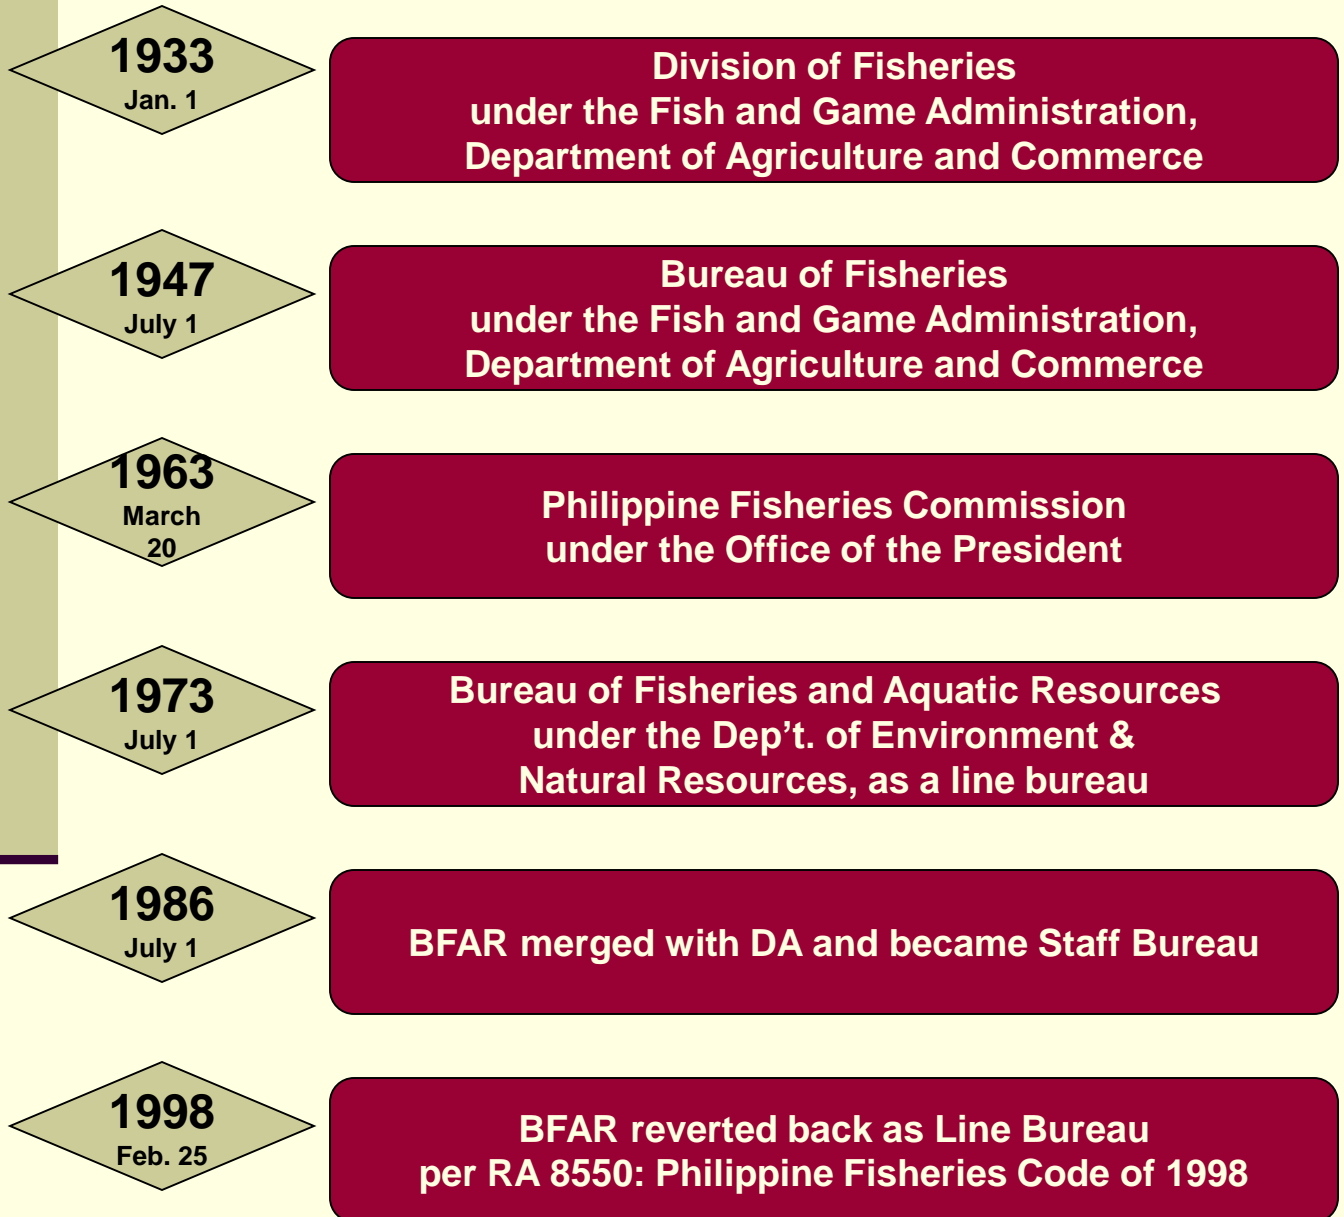 1933
Jan. 1
Division of Fisheries
under the Fish and Game Administration,
Department of Agriculture and Commerce
1947
July 1
Bureau of Fisheries
under the Fish and Game Administration,
Department of Agriculture and Commerce
1963
March
20
Philippine Fisheries Commission
under the Office of the President
1973
July 1
Bureau of Fisheries and Aquatic Resources
under the Dep’t. of Environment &
Natural Resources, as a line bureau
1986
July 1
BFAR merged with DA and became Staff Bureau
1998
Feb. 25
BFAR reverted back as Line Bureau
per RA 8550: Philippine Fisheries Code of 1998